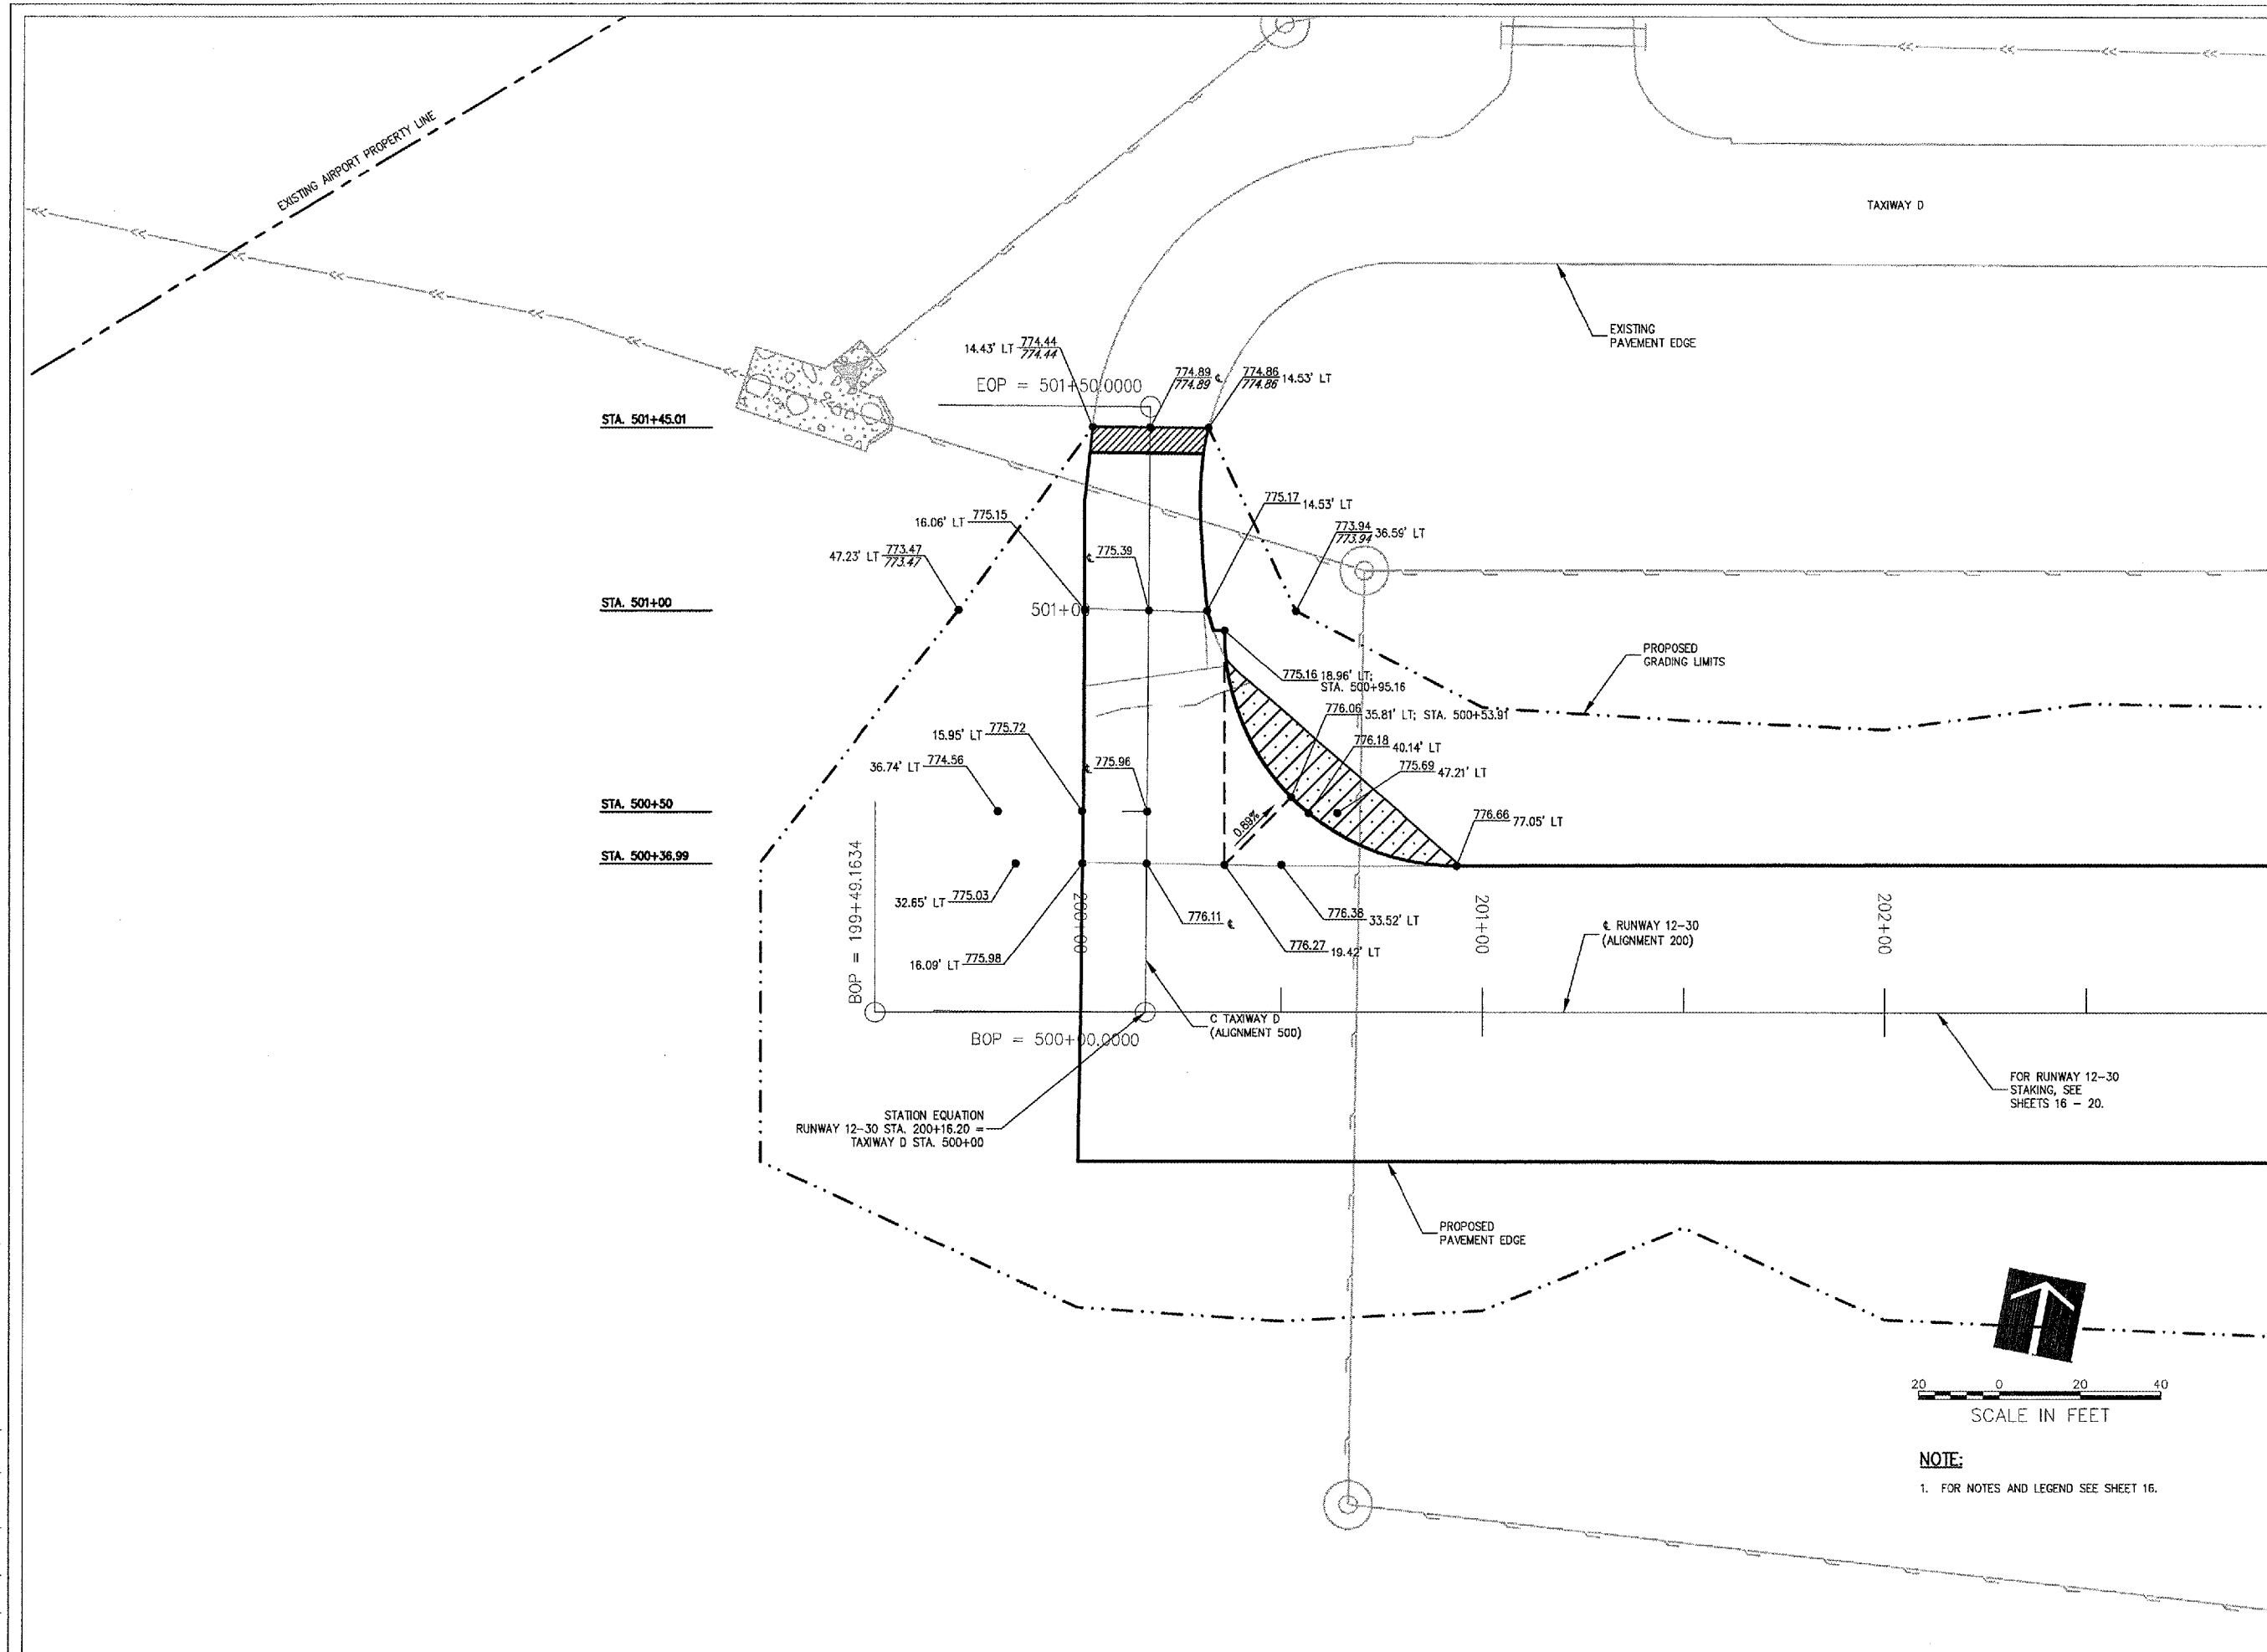 EXISTING AIRPORT PROPERTY LINE
TAXIWAY D
EXISTING
PAVEMENT EDGE
14.43' LT 774.44
774.44
EOP = 501+50.0000
774.89 ℄
774.89
774.86 14.53' LT
774.86
STA. 501+45.01
16.06' LT 775.15
775.17 14.53' LT
47.23' LT 773.47
773.47
℄ 775.39
773.94 36.59' LT
773.94
STA. 501+00
501+00
PROPOSED
GRADING LIMITS
775.16 18.96' LT;
STA. 500+95.16
776.06 35.81' LT; STA. 500+53.91
15.95' LT 775.72
776.18 40.14' LT
36.74' LT 774.56
℄ 775.96
775.69 47.21' LT
STA. 500+50
0.69%
776.66 77.05' LT
STA. 500+36.99
BOP = 199+49.1634
32.65' LT 775.03
200+00
776.11 ℄
776.38 33.52' LT
201+00
202+00
℄ RUNWAY 12-30
(ALIGNMENT 200)
16.09' LT 775.98
776.27 19.42' LT
BOP = 500+00.0000
C TAXIWAY D
(ALIGNMENT 500)
FOR RUNWAY 12-30
STAKING, SEE
SHEETS 16 - 20.
STATION EQUATION
RUNWAY 12-30 STA. 200+16.20 =
TAXIWAY D STA. 500+00
PROPOSED
PAVEMENT EDGE
20 0 20 40
SCALE IN FEET
NOTE:
1. FOR NOTES AND LEGEND SEE SHEET 16.